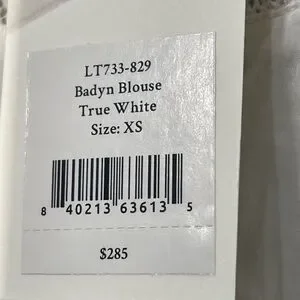 LT733-829
Badyn Blouse
True White
Size: XS
8 40213 63613 5
$285